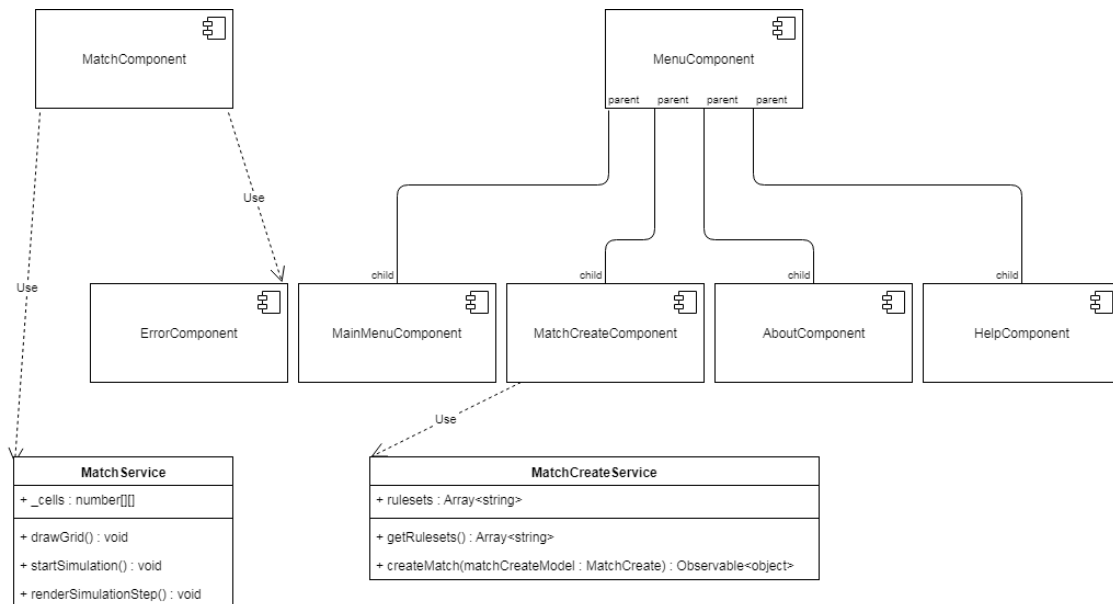 MatchComponent
MenuComponent
parent parent parent parent
Use
child child child child
Use
ErrorComponent
MainMenuComponent
MatchCreateComponent
AboutComponent
HelpComponent
Use
MatchService
+ _cells : number[][]
+ drawGrid() : void
+ startSimulation() : void
+ renderSimulationStep() : void
MatchCreateService
+ rulesets : Array<string>
+ getRulesets() : Array<string>
+ createMatch(matchCreateModel : MatchCreate) : Observable<object>